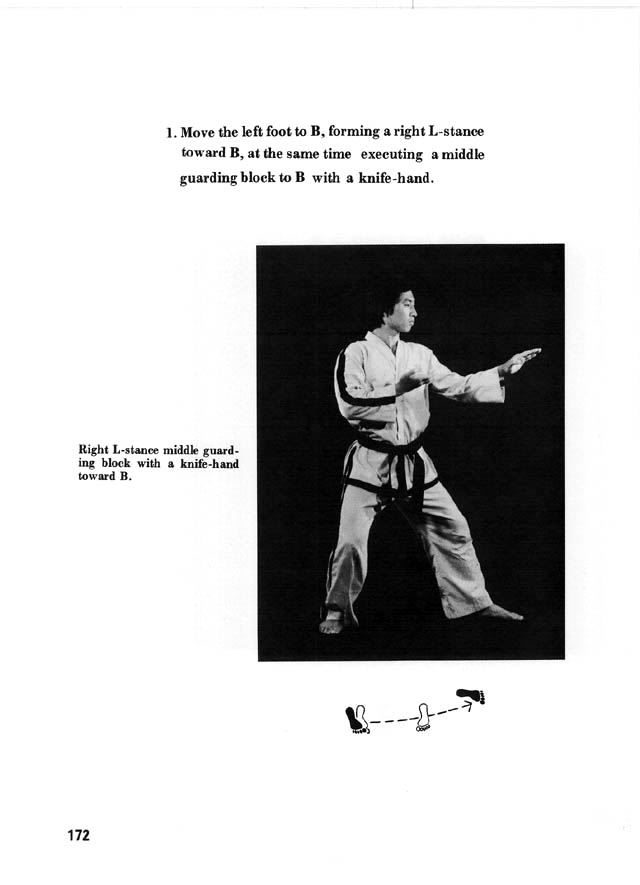 1. Move the left foot to B, forming a right L-stance
toward B, at the same time executing a middle
guarding block to B with a knife-hand.
Right L-stance middle guard-
ing block with a knife-hand
toward B.
172